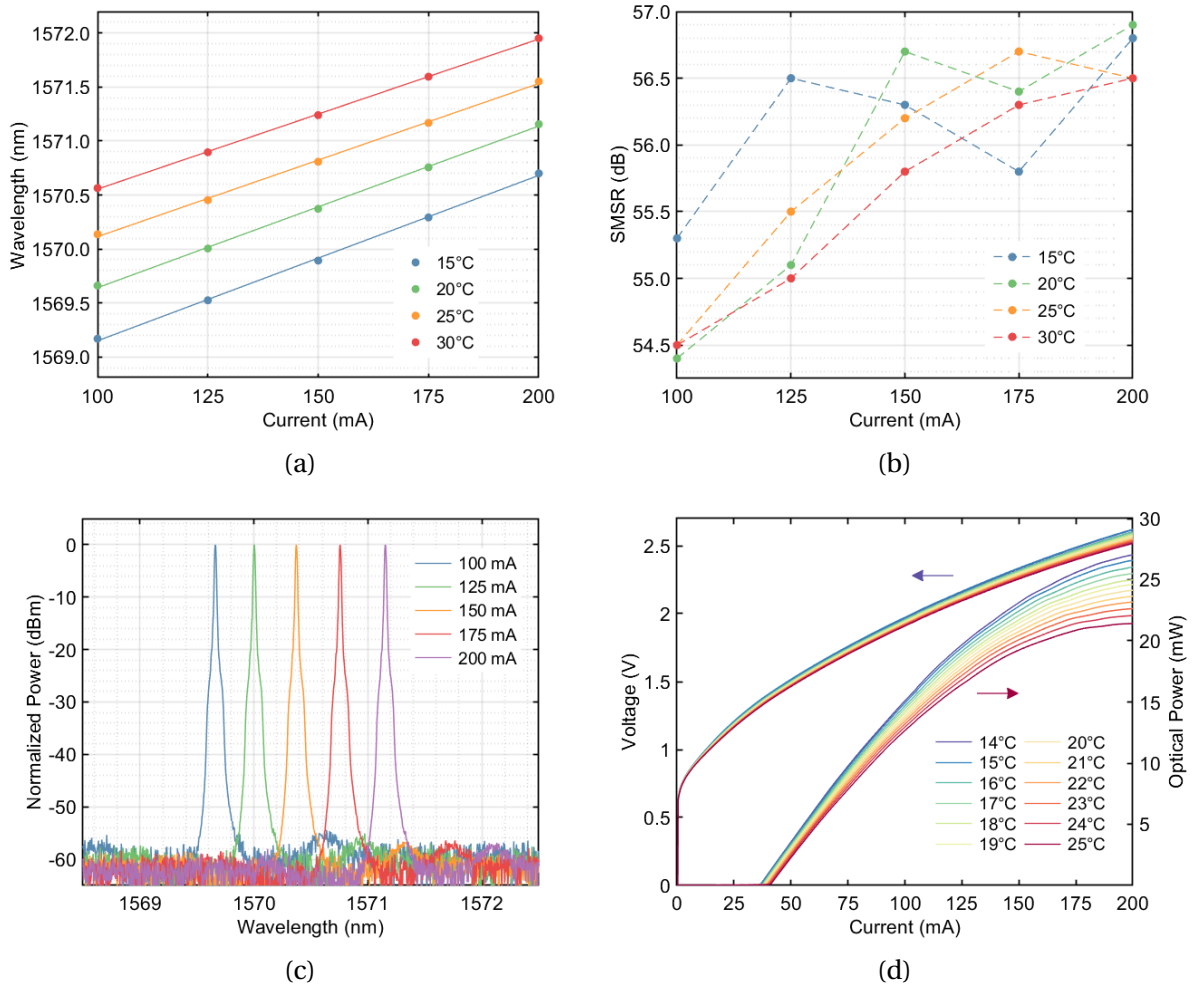 1572.0
1571.5
1571.0
1570.5
1570.0
1569.5
1569.0
Wavelength (nm)
15°C
20°C
25°C
30°C
100 125 150 175 200
Current (mA)
(a)
57.0
56.5
56.0
55.5
55.0
54.5
SMSR (dB)
15°C
20°C
25°C
30°C
100 125 150 175 200
Current (mA)
(b)
0
-10
-20
-30
-40
-50
-60
Normalized Power (dBm)
100 mA
125 mA
150 mA
175 mA
200 mA
1569 1570 1571 1572
Wavelength (nm)
(c)
2.5
2
1.5
1
0.5
0
Voltage (V)
30
25
20
15
10
5
Optical Power (mW)
14°C 20°C
15°C 21°C
16°C 22°C
17°C 23°C
18°C 24°C
19°C 25°C
0 25 50 75 100 125 150 175 200
Current (mA)
(d)